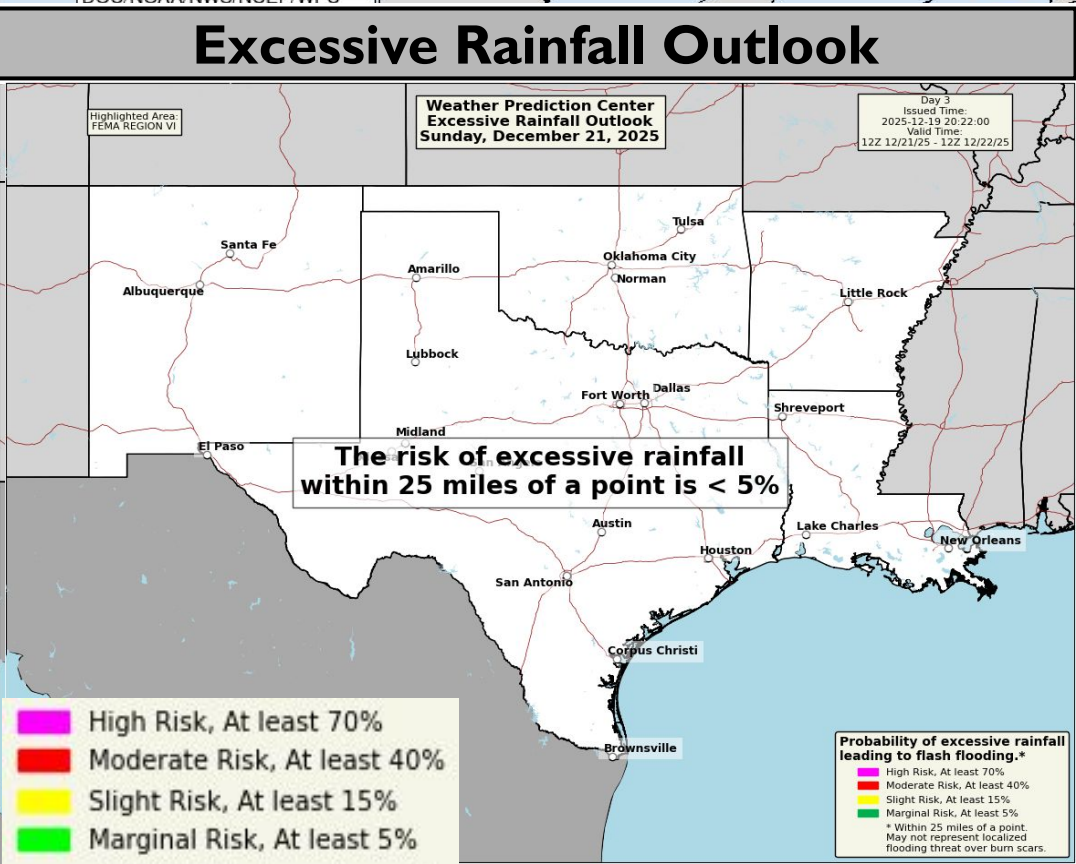 Excessive Rainfall Outlook
Highlighted Area:
FEMA REGION VI
Weather Prediction Center
Excessive Rainfall Outlook
Sunday, December 21, 2025
Day 3
Issued Time:
2025-12-19 20:22:00
Valid Time:
12Z 12/21/25 - 12Z 12/22/25
Tulsa
Santa Fe
Oklahoma City
Amarillo
Norman
Albuquerque
Little Rock
Lubbock
Dallas
Fort Worth
Shreveport
Midland
El Paso
The risk of excessive rainfall
within 25 miles of a point is < 5%
Austin
Lake Charles
New Orleans
Houston
San Antonio
Corpus Christi
Brownsville
High Risk, At least 70%
Moderate Risk, At least 40%
Slight Risk, At least 15%
Marginal Risk, At least 5%
Probability of excessive rainfall
leading to flash flooding.*
High Risk, At least 70%
Moderate Risk, At least 40%
Slight Risk, At least 15%
Marginal Risk, At least 5%
* Within 25 miles of a point.
May not represent localized
flooding threat over burn scars.